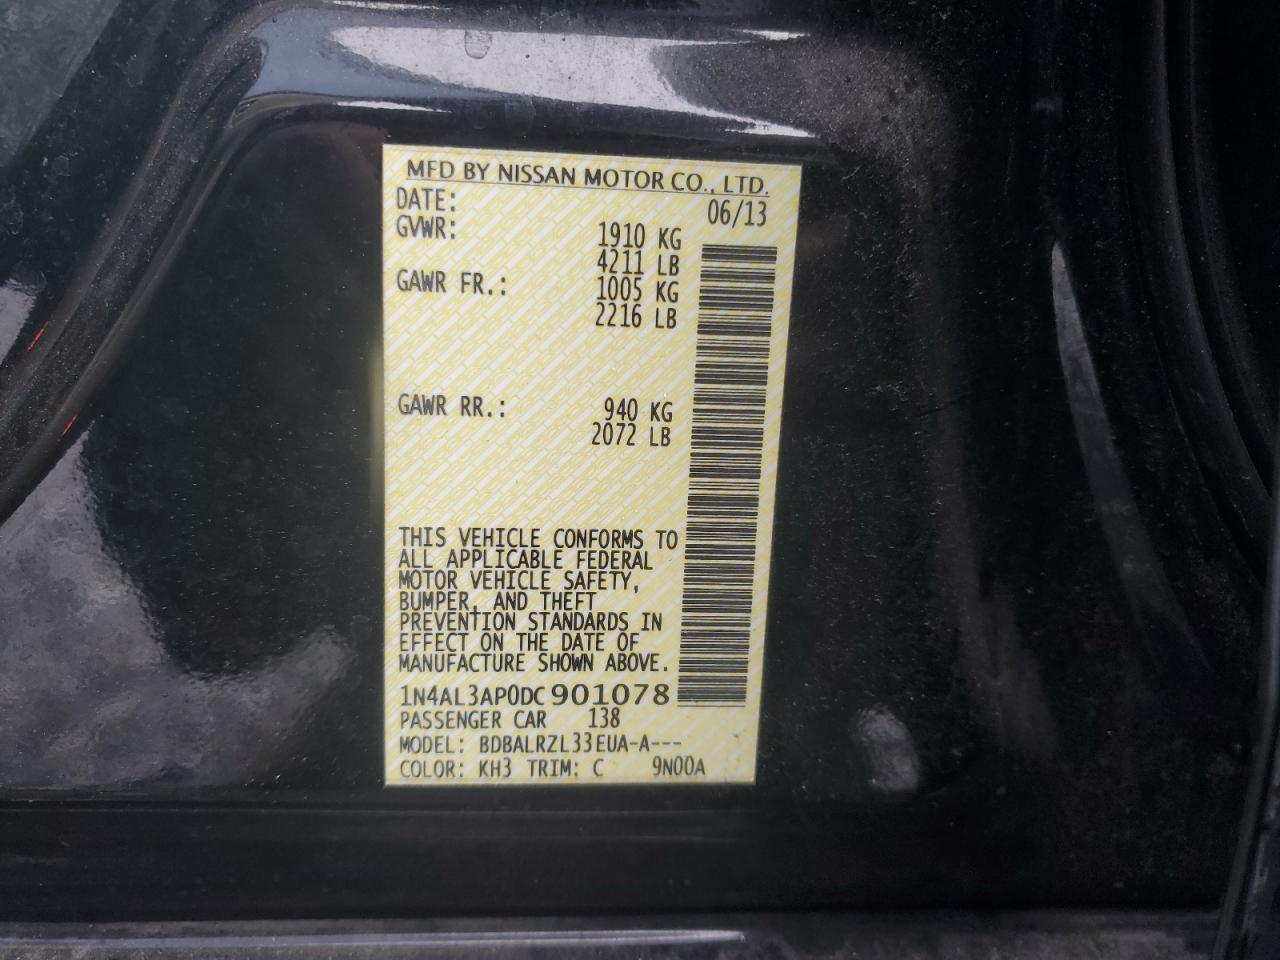 MFD BY NISSAN MOTOR CO., LTD.
DATE: 06/13
GVWR: 1910 KG
4211 LB
GAWR FR.: 1005 KG
2216 LB
GAWR RR.: 940 KG
2072 LB
THIS VEHICLE CONFORMS TO
ALL APPLICABLE FEDERAL
MOTOR VEHICLE SAFETY,
BUMPER, AND THEFT
PREVENTION STANDARDS IN
EFFECT ON THE DATE OF
MANUFACTURE SHOWN ABOVE.
1N4AL3AP0DC901078
PASSENGER CAR 138
MODEL: BDBALRZL33EUA-A---
COLOR: KH3 TRIM: C 9N00A